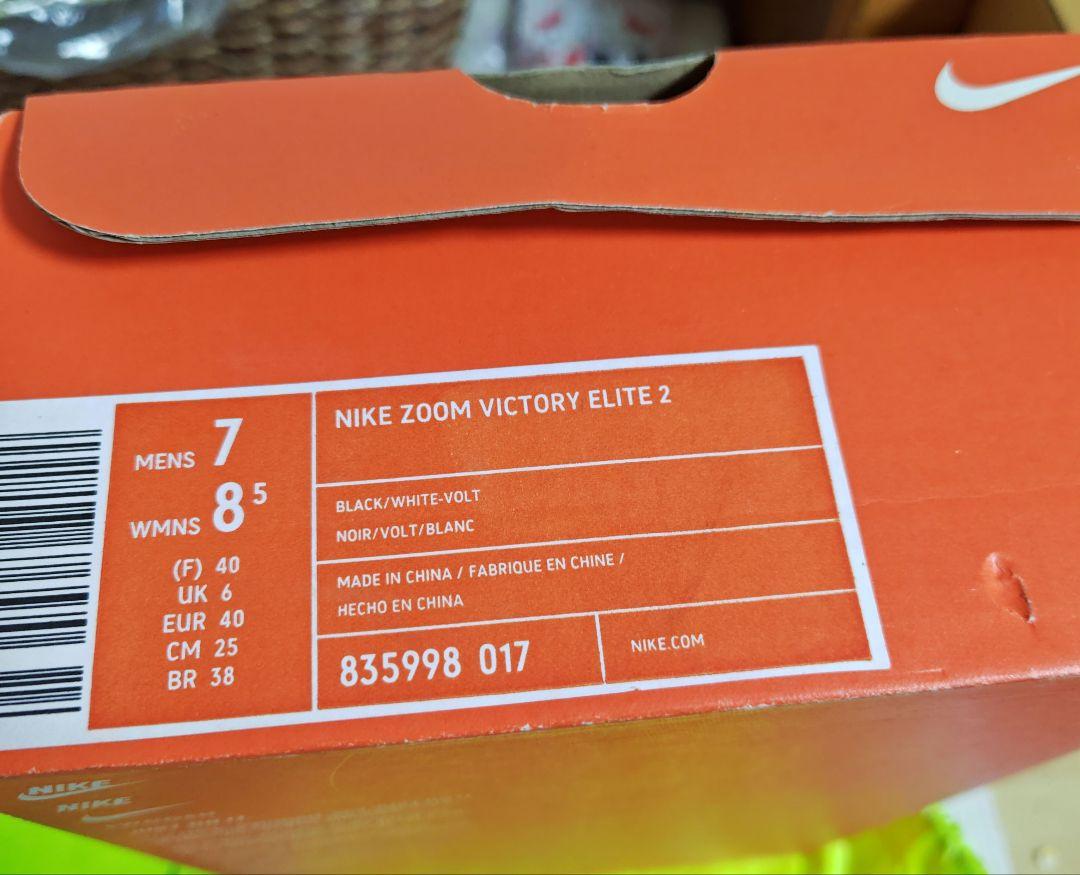 MENS 7
WMNS 8 5
(F) 40
UK 6
EUR 40
CM 25
BR 38
NIKE ZOOM VICTORY ELITE 2
BLACK/WHITE-VOLT
NOIR/VOLT/BLANC
MADE IN CHINA / FABRIQUE EN CHINE /
HECHO EN CHINA
835998 017
NIKE.COM
NIKE
NIKE